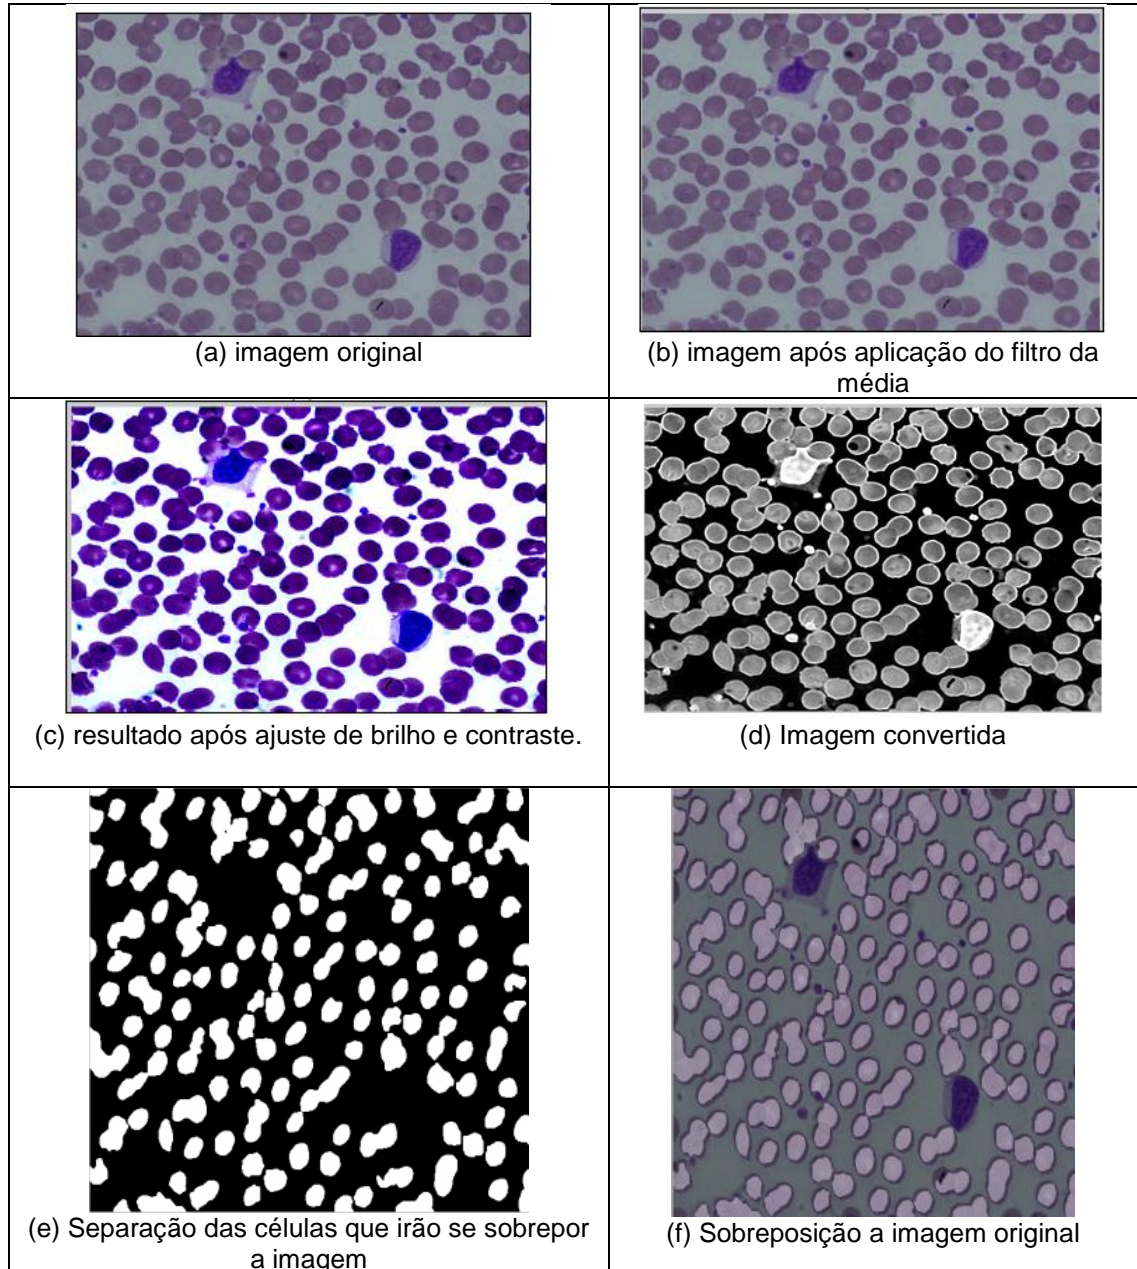 (a) imagem original
(b) imagem após aplicação do filtro da
média
(c) resultado após ajuste de brilho e contraste.
(d) Imagem convertida
(e) Separação das células que irão se sobrepor
a imagem
(f) Sobreposição a imagem original